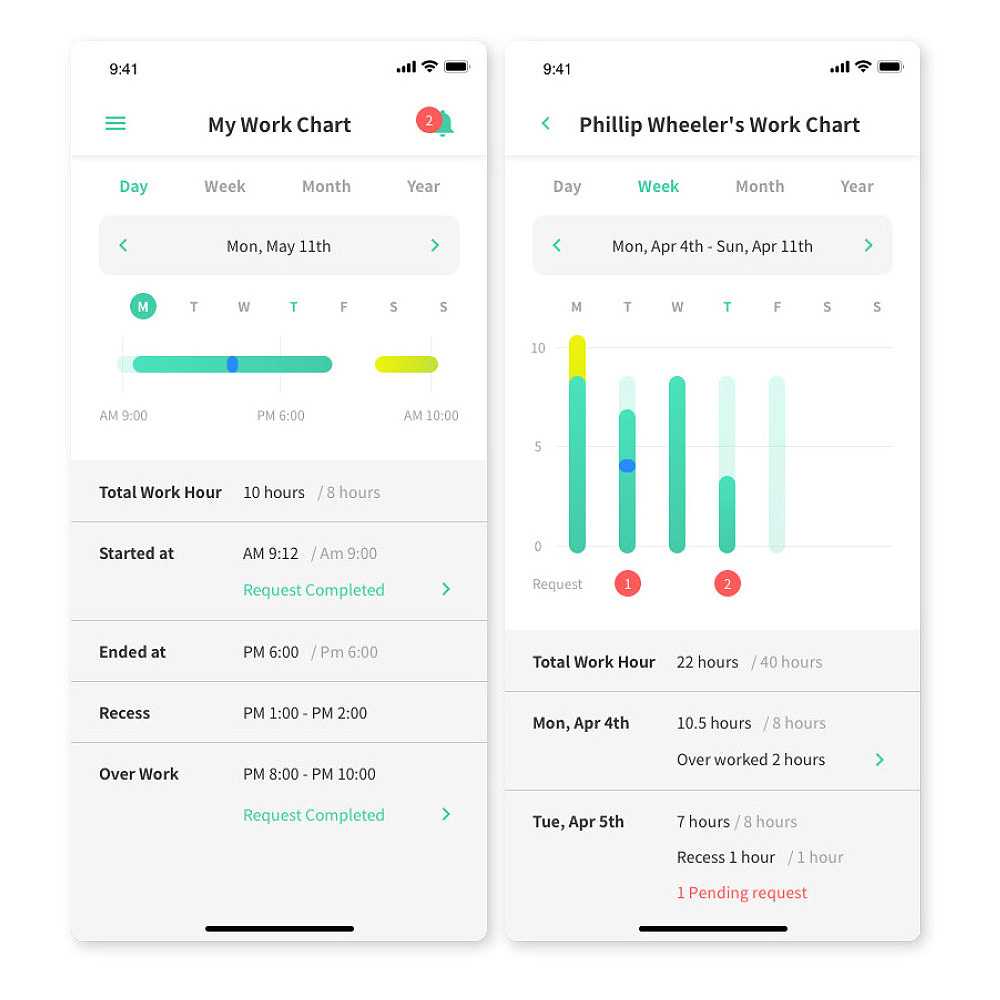 9:41
My Work Chart
2
Day Week Month Year
Mon, May 11th
M T W T F S S
AM 9:00 PM 6:00 AM 10:00
Total Work Hour 10 hours / 8 hours
Started at AM 9:12 / Am 9:00
Request Completed
Ended at PM 6:00 / Pm 6:00
Recess PM 1:00 - PM 2:00
Over Work PM 8:00 - PM 10:00
Request Completed
9:41
Phillip Wheeler's Work Chart
Day Week Month Year
Mon, Apr 4th - Sun, Apr 11th
M T W T F S S
10
5
0
Request 1 2
Total Work Hour 22 hours / 40 hours
Mon, Apr 4th 10.5 hours / 8 hours
Over worked 2 hours
Tue, Apr 5th 7 hours / 8 hours
Recess 1 hour / 1 hour
1 Pending request